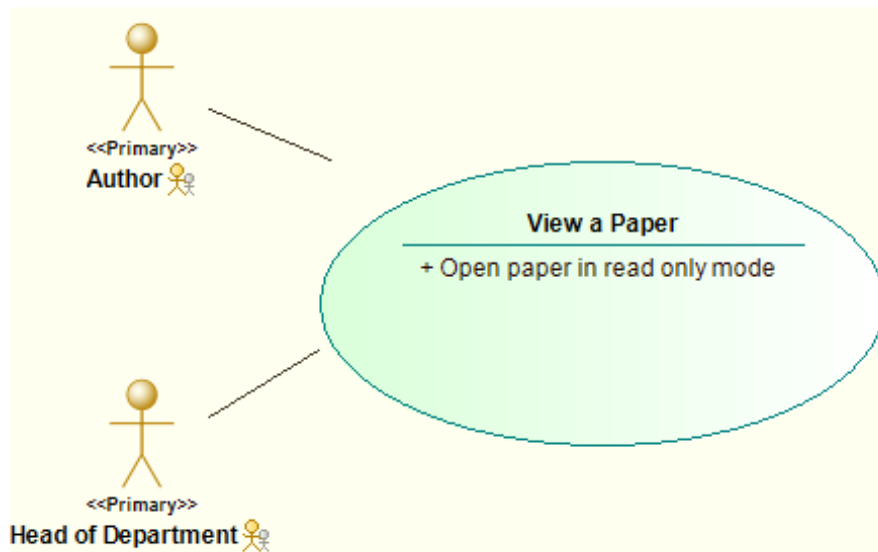 <<Primary>>
Author
View a Paper
+ Open paper in read only mode
<<Primary>>
Head of Department